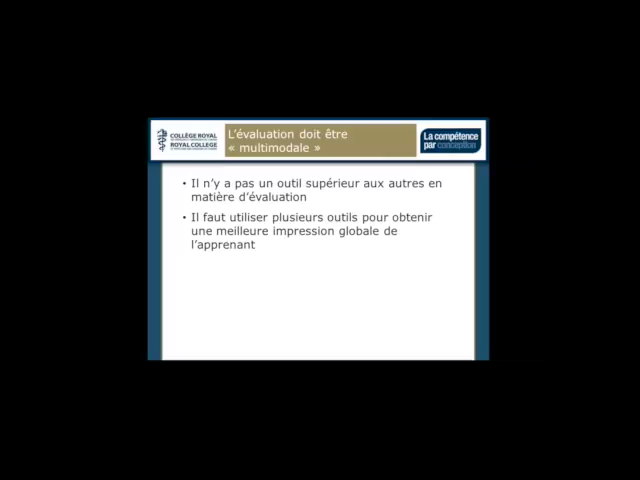 COLLÈGE ROYAL
ROYAL COLLEGE
L'évaluation doit être
« multimodale »
La compétence
par conception
• Il n'y a pas un outil supérieur aux autres en
matière d'évaluation
• Il faut utiliser plusieurs outils pour obtenir
une meilleure impression globale de
l'apprenant